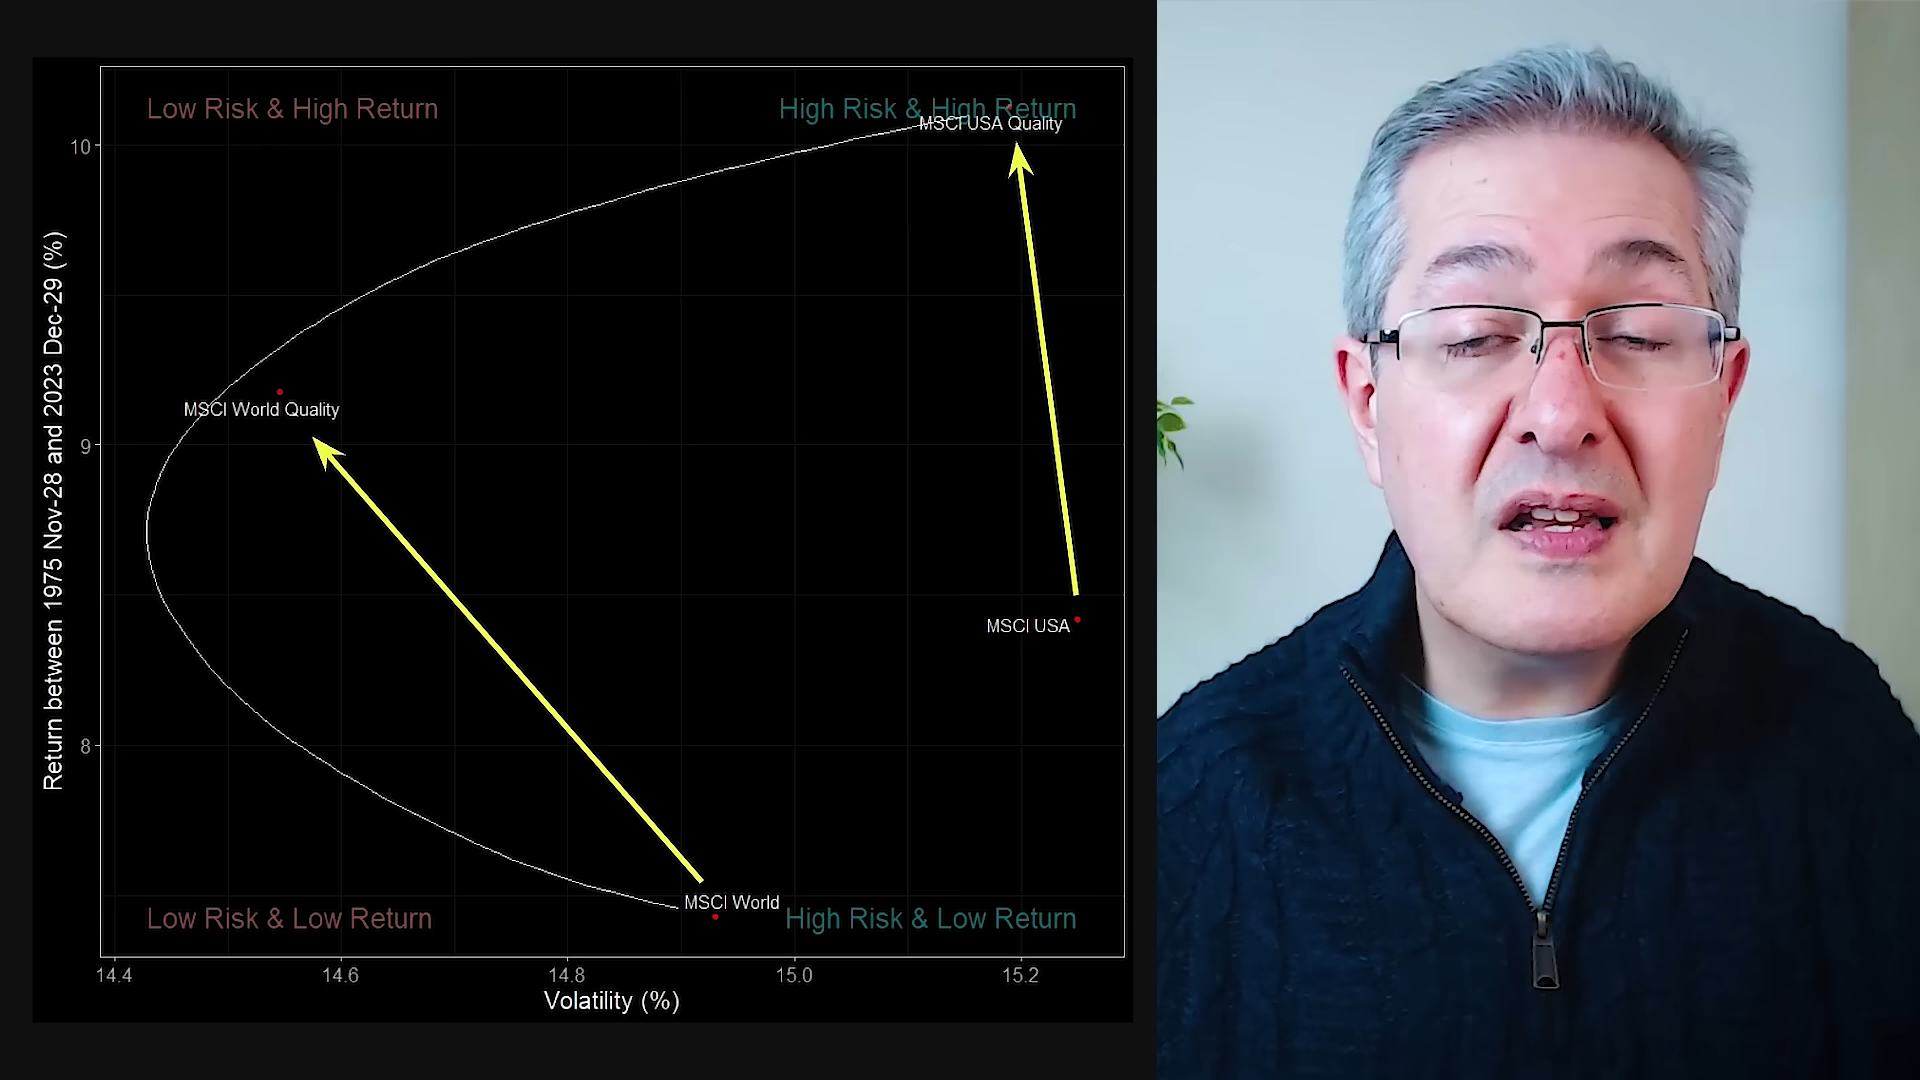 Low Risk & High Return
High Risk & High Return
MSCI USA Quality
10
9
8
Return between 1975 Nov-28 and 2023 Dec-29 (%)
MSCI World Quality
MSCI USA
MSCI World
Low Risk & Low Return
High Risk & Low Return
14.4
14.6
14.8
15.0
15.2
Volatility (%)